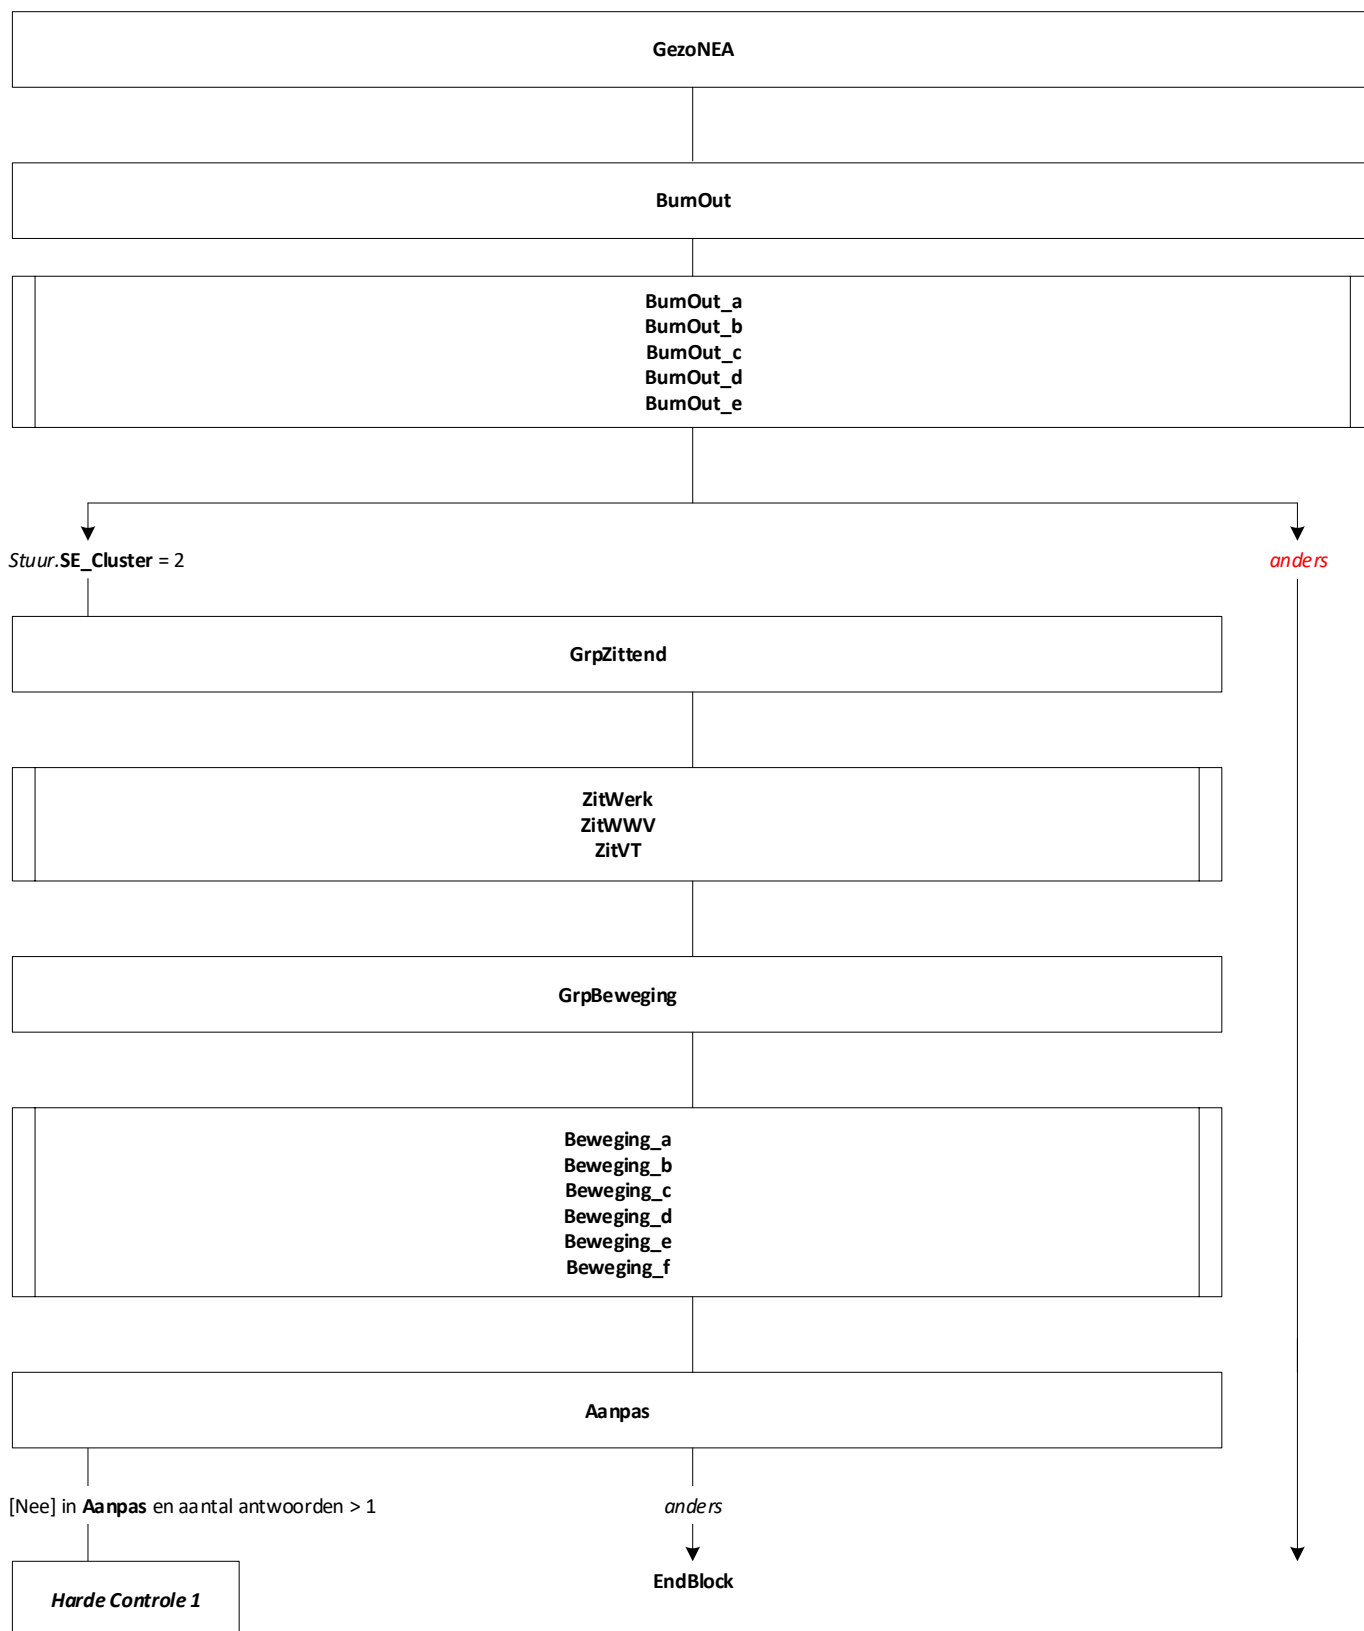 GezoNEA
BurnOut
BurnOut_a
BurnOut_b
BurnOut_c
BurnOut_d
BurnOut_e
Stuur.SE_Cluster = 2
anders
GrpZittend
ZitWerk
ZitWWV
ZitVT
GrpBeweging
Beweging_a
Beweging_b
Beweging_c
Beweging_d
Beweging_e
Beweging_f
Aanpas
[Nee] in Aanpas en aantal antwoorden > 1
anders
EndBlock
Harde Controle 1